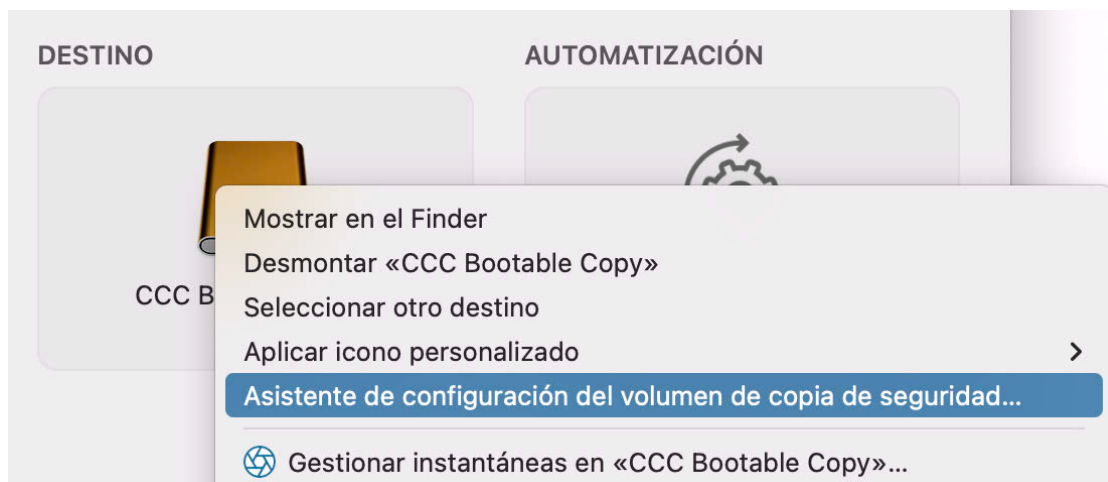 DESTINO
AUTOMATIZACIÓN
CCC B
Mostrar en el Finder
Desmontar «CCC Bootable Copy»
Seleccionar otro destino
Aplicar icono personalizado
Asistente de configuración del volumen de copia de seguridad...
Gestionar instantáneas en «CCC Bootable Copy»...